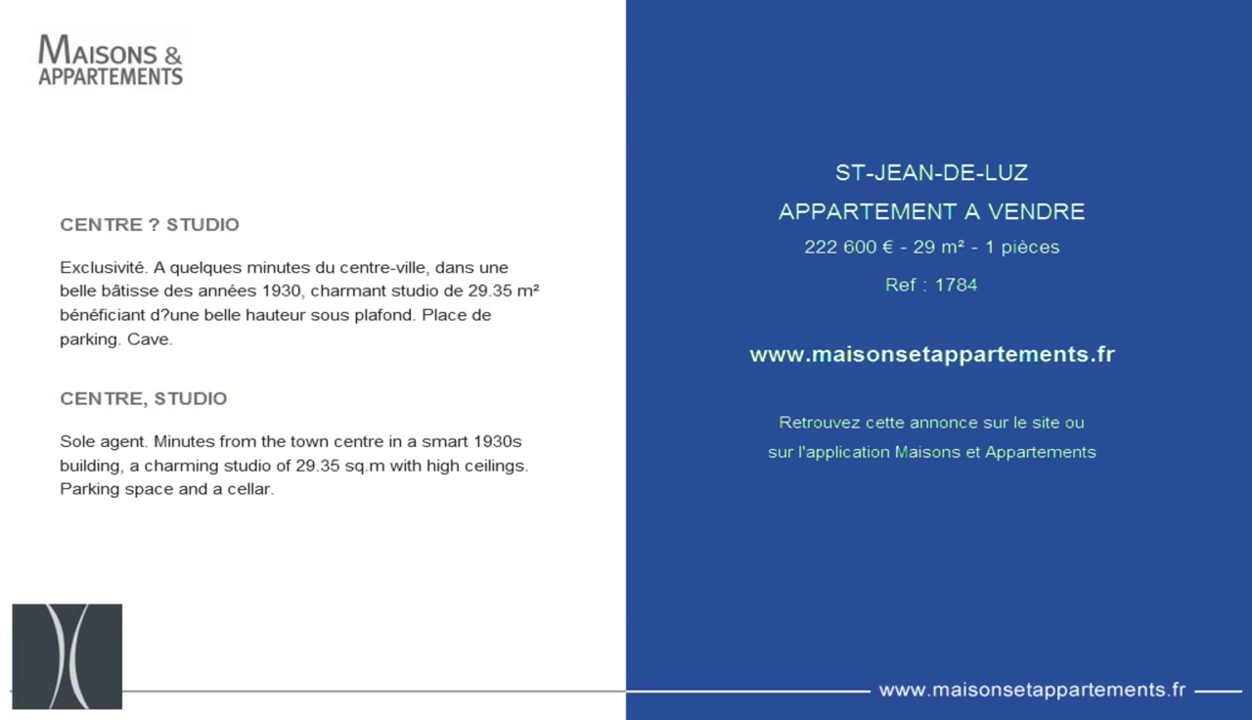 MAISONS &
APPARTEMENTS
CENTRE ? STUDIO
Exclusivité. A quelques minutes du centre-ville, dans une
belle bâtisse des années 1930, charmant studio de 29.35 m²
bénéficiant d?une belle hauteur sous plafond. Place de
parking. Cave.
CENTRE, STUDIO
Sole agent. Minutes from the town centre in a smart 1930s
building, a charming studio of 29.35 sq.m with high ceilings.
Parking space and a cellar.
ST-JEAN-DE-LUZ
APPARTEMENT A VENDRE
222 600 € - 29 m² - 1 pièces
Ref : 1784
www.maisonsetappartements.fr
Retrouvez cette annonce sur le site ou
sur l'application Maisons et Appartements
www.maisonsetappartements.fr